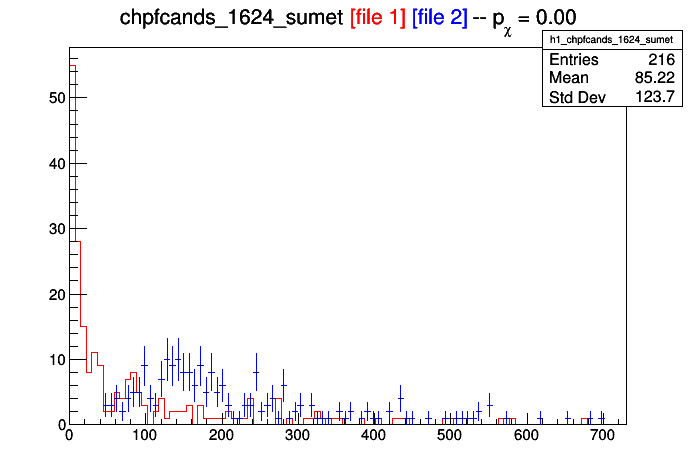 chpfcands_1624_sumet [file 1] [file 2] -- pχ = 0.00
h1_chpfcands_1624_sumet
Entries 216
Mean 85.22
Std Dev 123.7
50
40
30
20
10
0
0 100 200 300 400 500 600 700